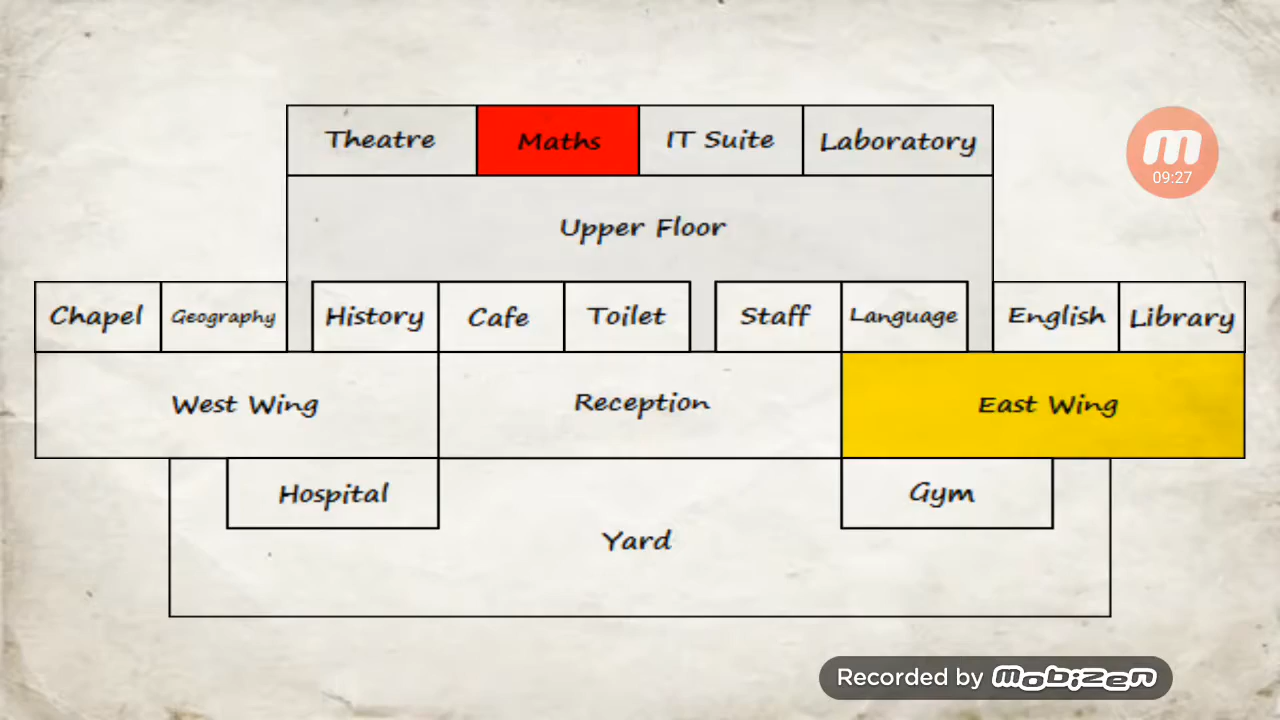 Theatre
Maths
IT Suite
Laboratory
09:27
Upper Floor
Chapel
Geography
History
Cafe
Toilet
Staff
Language
English
Library
West Wing
Reception
East Wing
Hospital
Gym
Yard
Recorded by mobizen